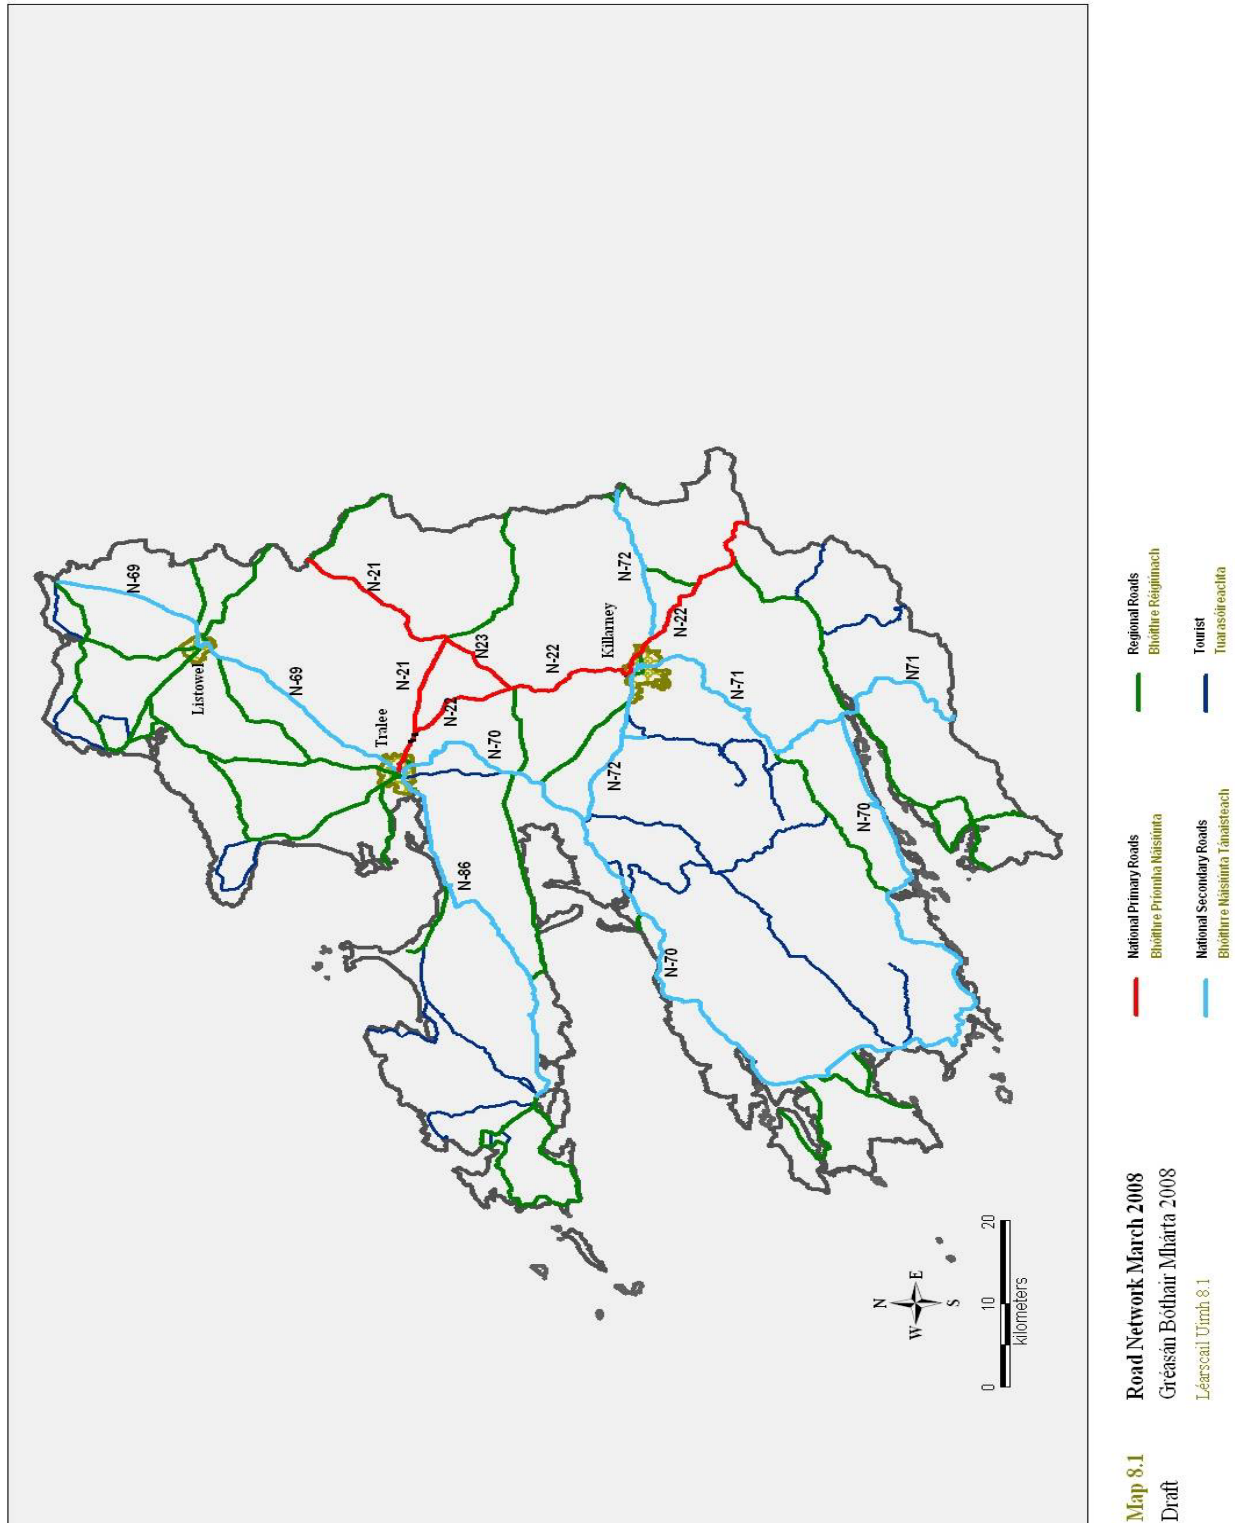 N-69
Listowel
N-69
N-21
Tralee
N-21
N23
N-22
N-70
N-22
N-86
Killarney
N-72
N-22
N-72
N-71
N-70
N71
N-70
N
W E
S
0 10 20
kilometers
Map 8.1 Road Network March 2008
Draft Gréasán Bóthair Mhárta 2008
Léarscail Uimh 8.1
National Primary Roads
Bhóithre Príomha Náisiúnta
National Secondary Roads
Bhóithre Náisiúnta Tánaisteach
Regional Roads
Bhóithre Réigiúnach
Tourist
Tuarasóireachta